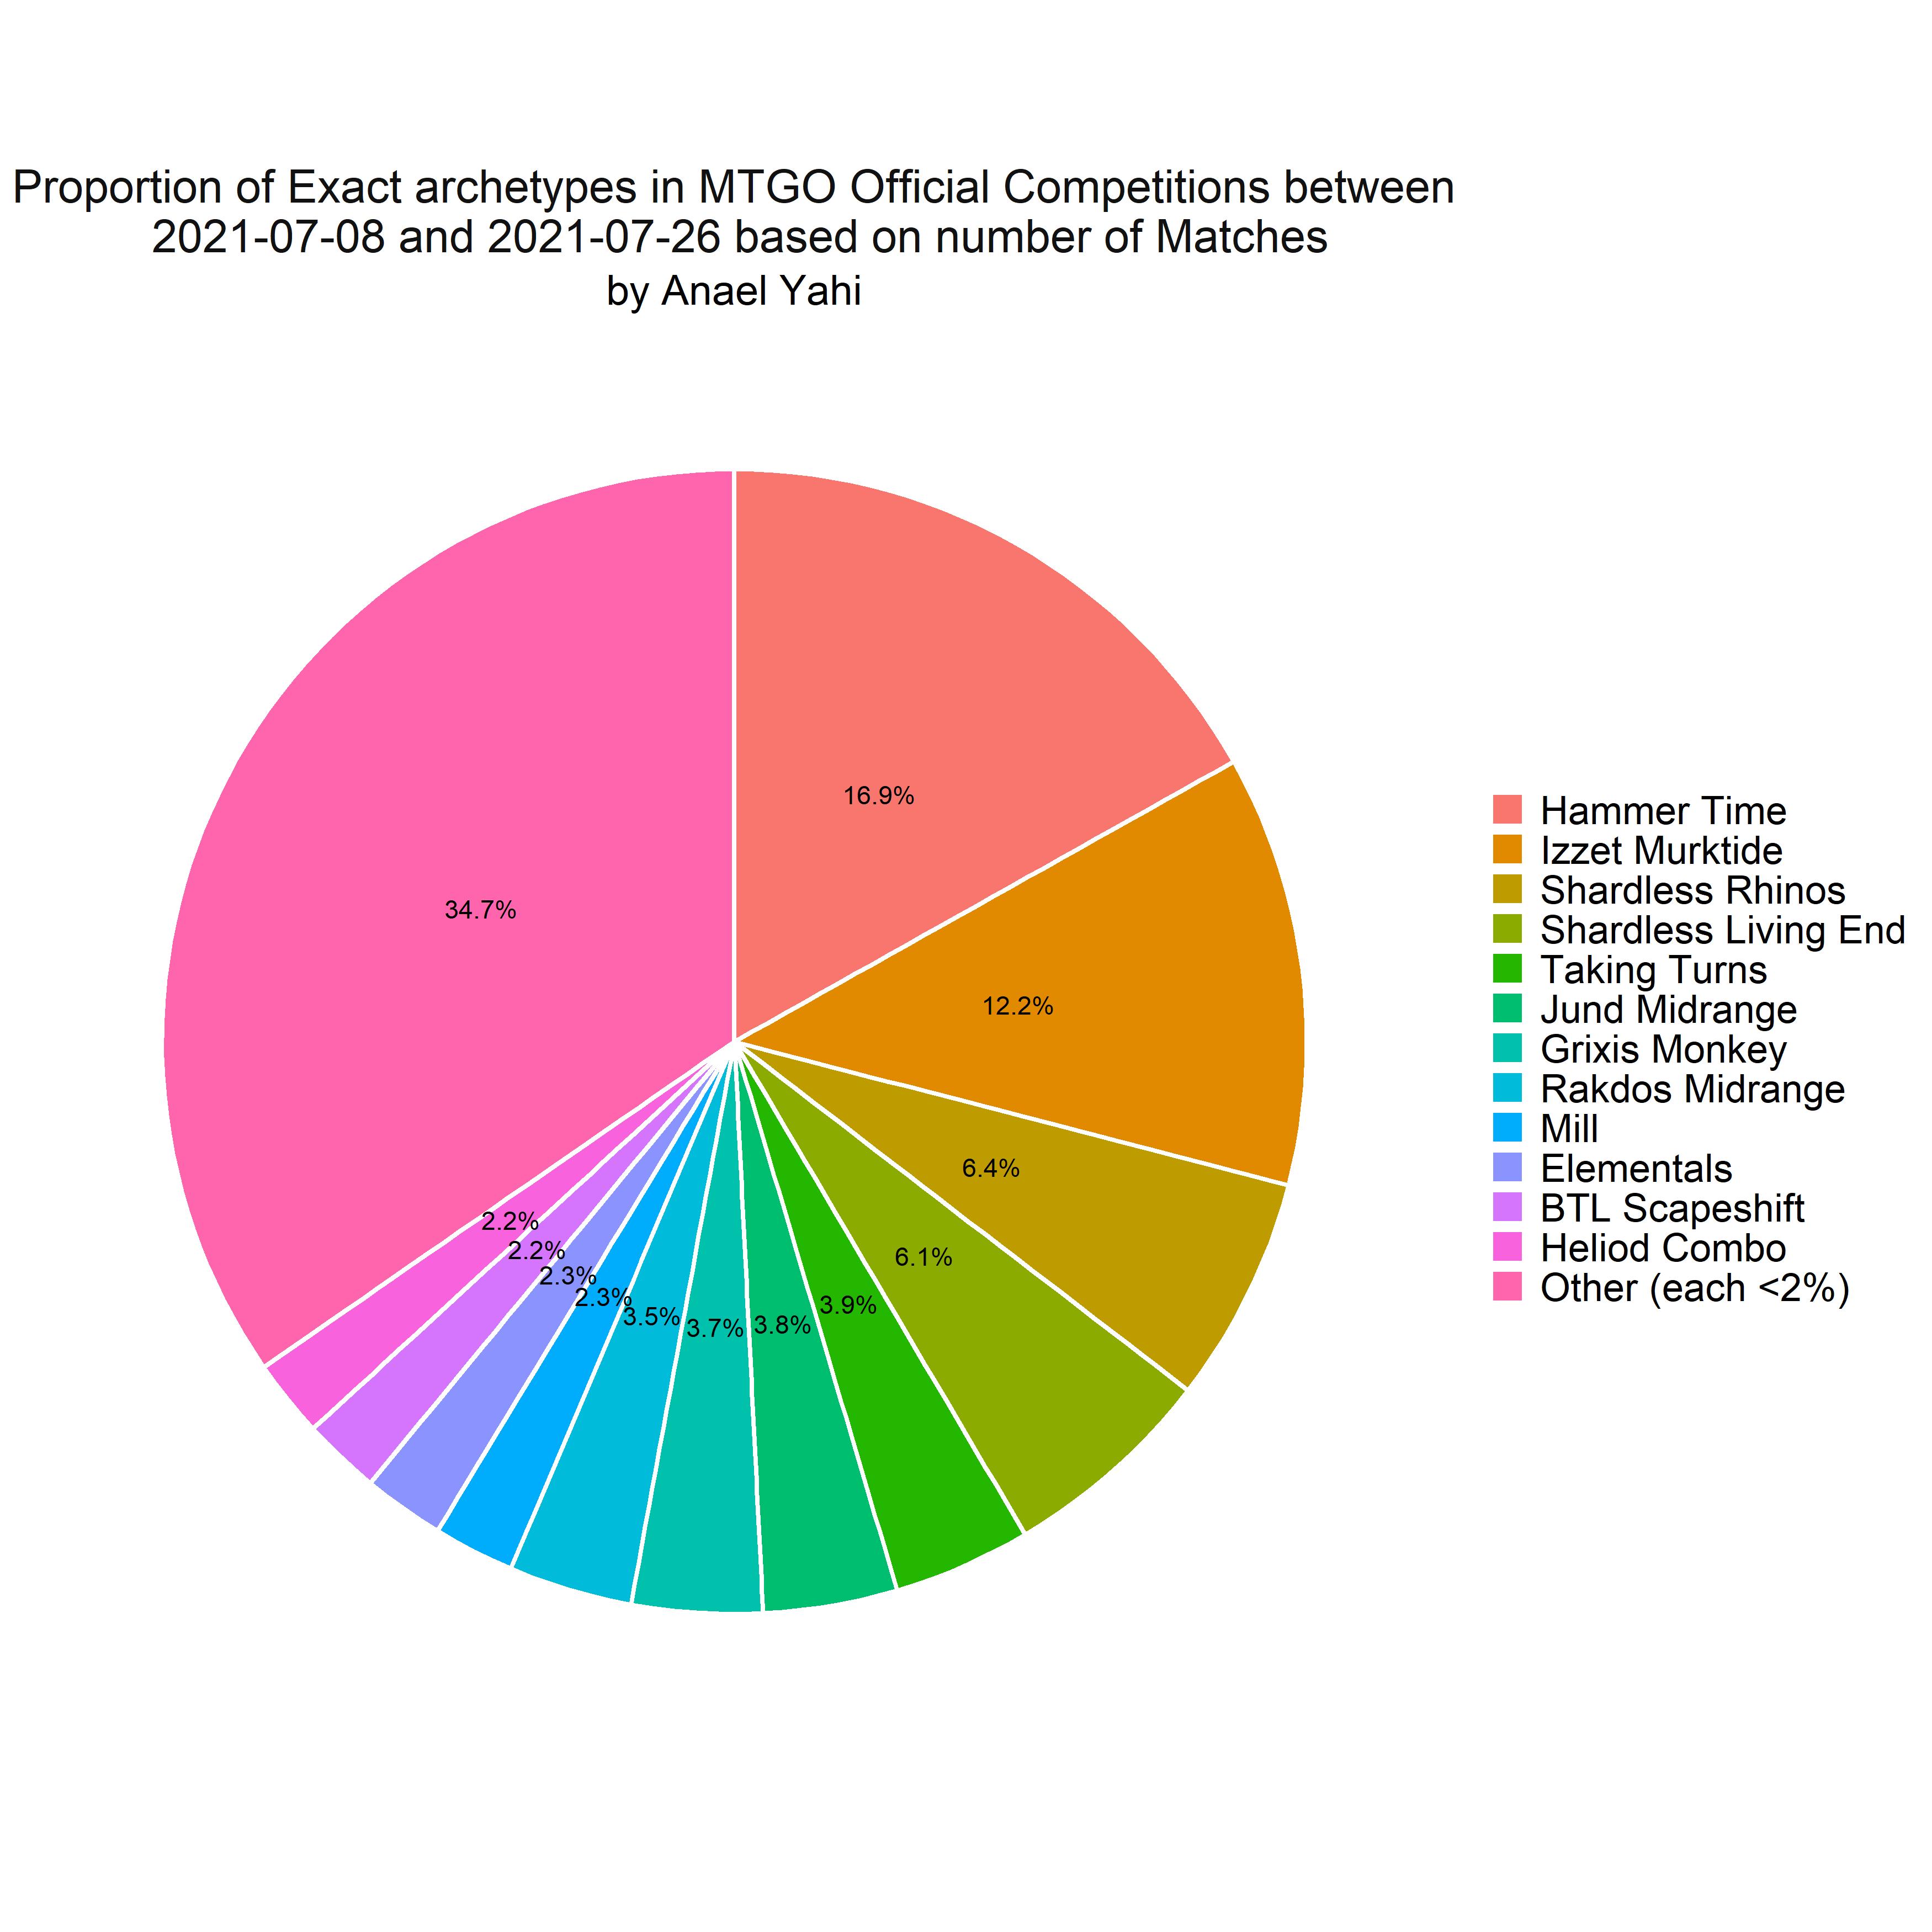 Proportion of Exact archetypes in MTGO Official Competitions between
2021-07-08 and 2021-07-26 based on number of Matches
by Anael Yahi
16.9%
34.7%
12.2%
6.4%
2.2%
2.2%
6.1%
2.3%
2.3%
3.9%
3.5%
3.7%
3.8%
Hammer Time
Izzet Murktide
Shardless Rhinos
Shardless Living End
Taking Turns
Jund Midrange
Grixis Monkey
Rakdos Midrange
Mill
Elementals
BTL Scapeshift
Heliod Combo
Other (each <2%)